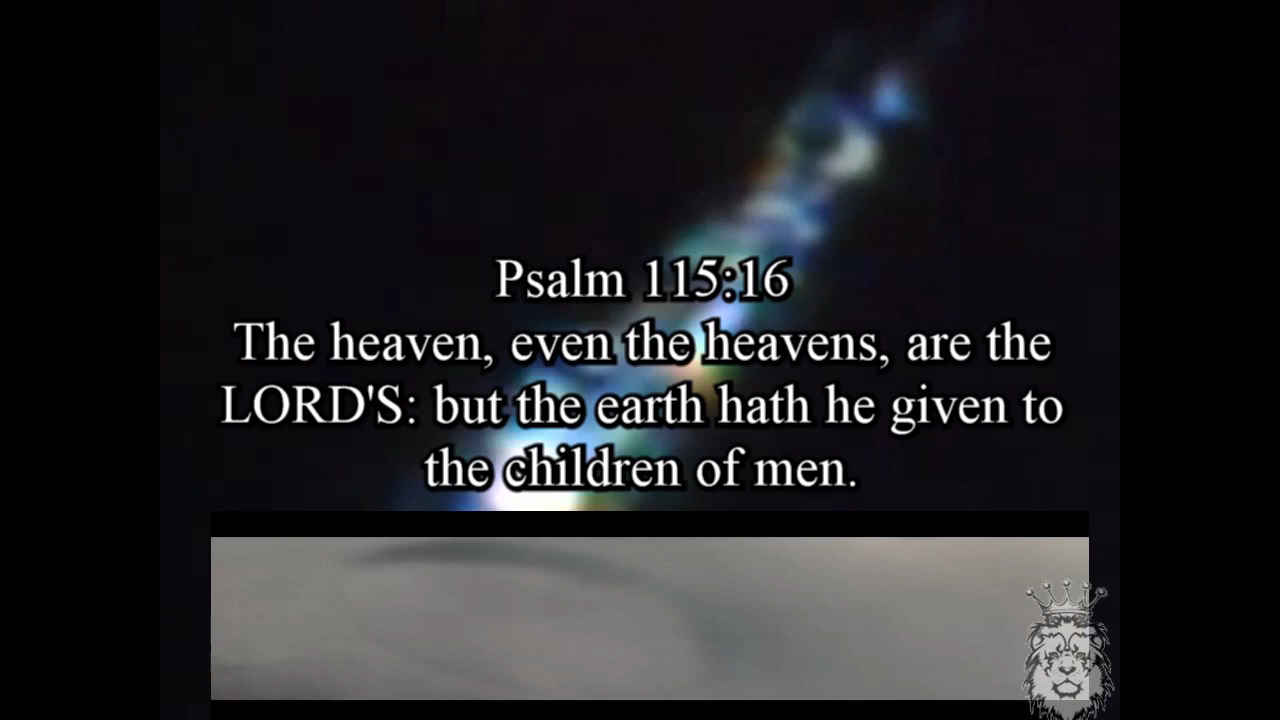 Psalm 115:16
The heaven, even the heavens, are the
LORD'S: but the earth hath he given to
the children of men.